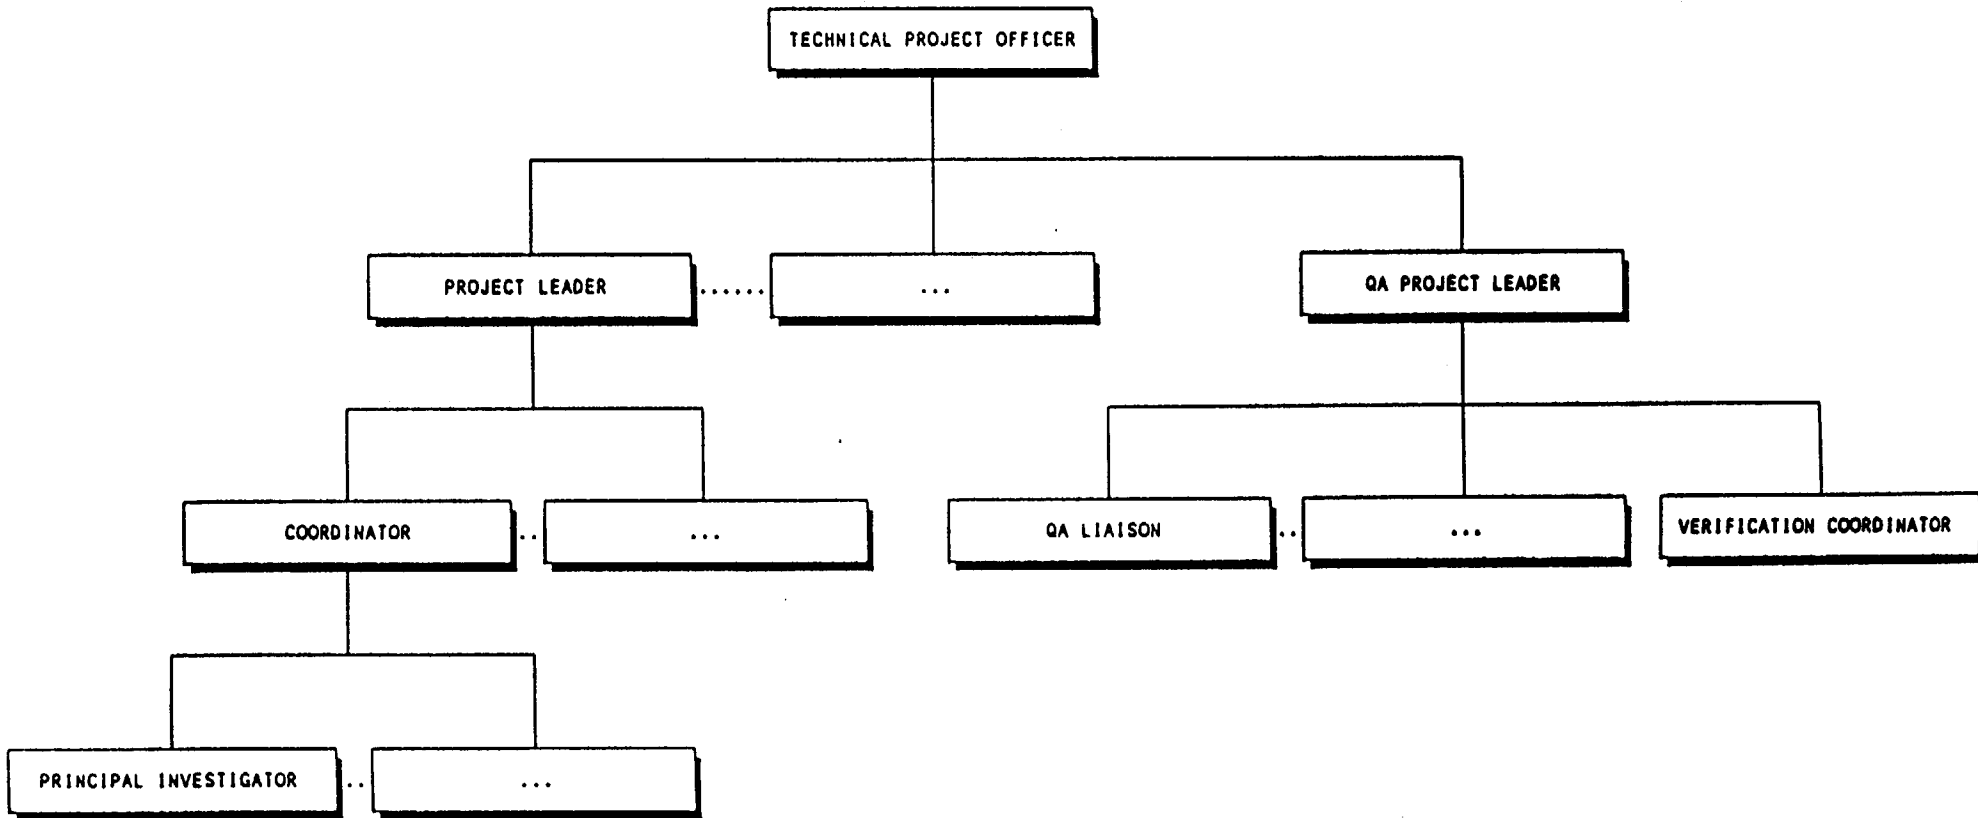 TECHNICAL PROJECT OFFICER
PROJECT LEADER ...... ... QA PROJECT LEADER
COORDINATOR .. ... QA LIAISON .. ... VERIFICATION COORDINATOR
PRINCIPAL INVESTIGATOR .. ...